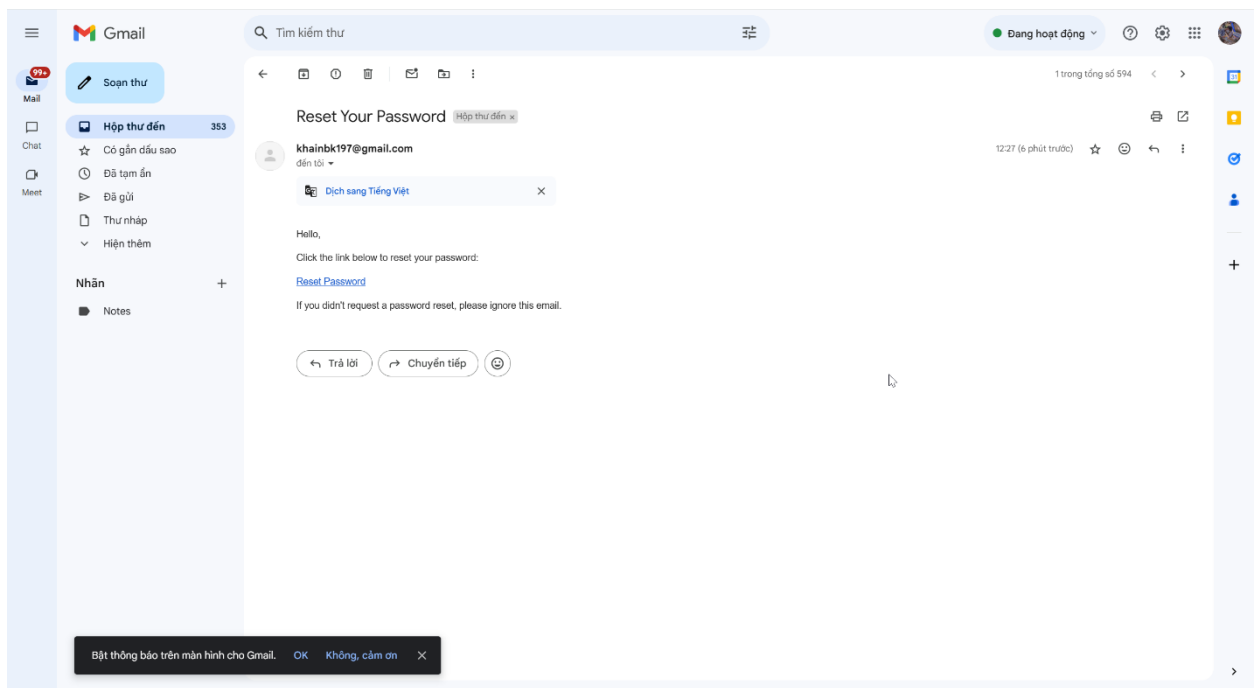 Gmail
Tìm kiếm thư
Đang hoạt động
99+
Mail
Chat
Meet
Soạn thư
Hộp thư đến 353
Có gắn dấu sao
Đã tạm ẩn
Đã gửi
Thư nháp
Hiện thêm
Nhãn
Notes
1 trong tổng số 594
Reset Your Password Hộp thư đến ×
khainbk197@gmail.com
đến tôi
12:27 (6 phút trước)
Dịch sang Tiếng Việt
Hello,
Click the link below to reset your password:
Reset Password
If you didn't request a password reset, please ignore this email.
Trả lời
Chuyển tiếp
Bật thông báo trên màn hình cho Gmail. OK Không, cảm ơn
31